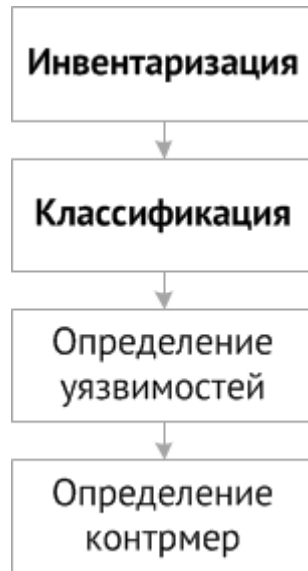 Инвентаризация
Классификация
Определение
уязвимостей
Определение
контрмер